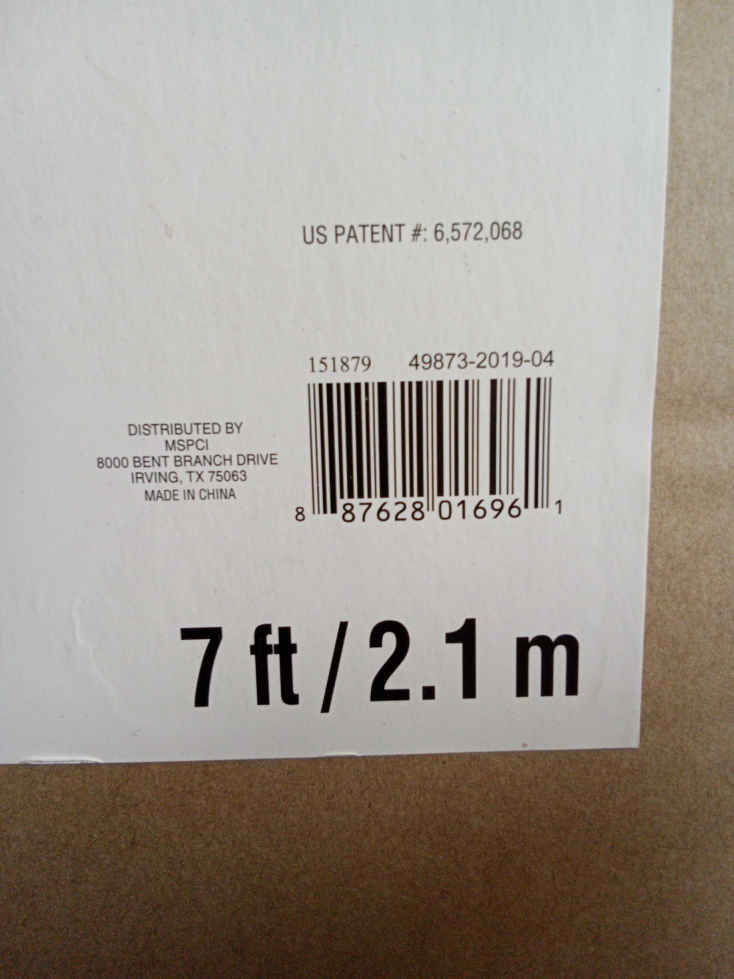 US PATENT #: 6,572,068
151879 49873-2019-04
DISTRIBUTED BY
MSPCI
8000 BENT BRANCH DRIVE
IRVING, TX 75063
MADE IN CHINA
8 87628 01696 1
7 ft / 2.1 m